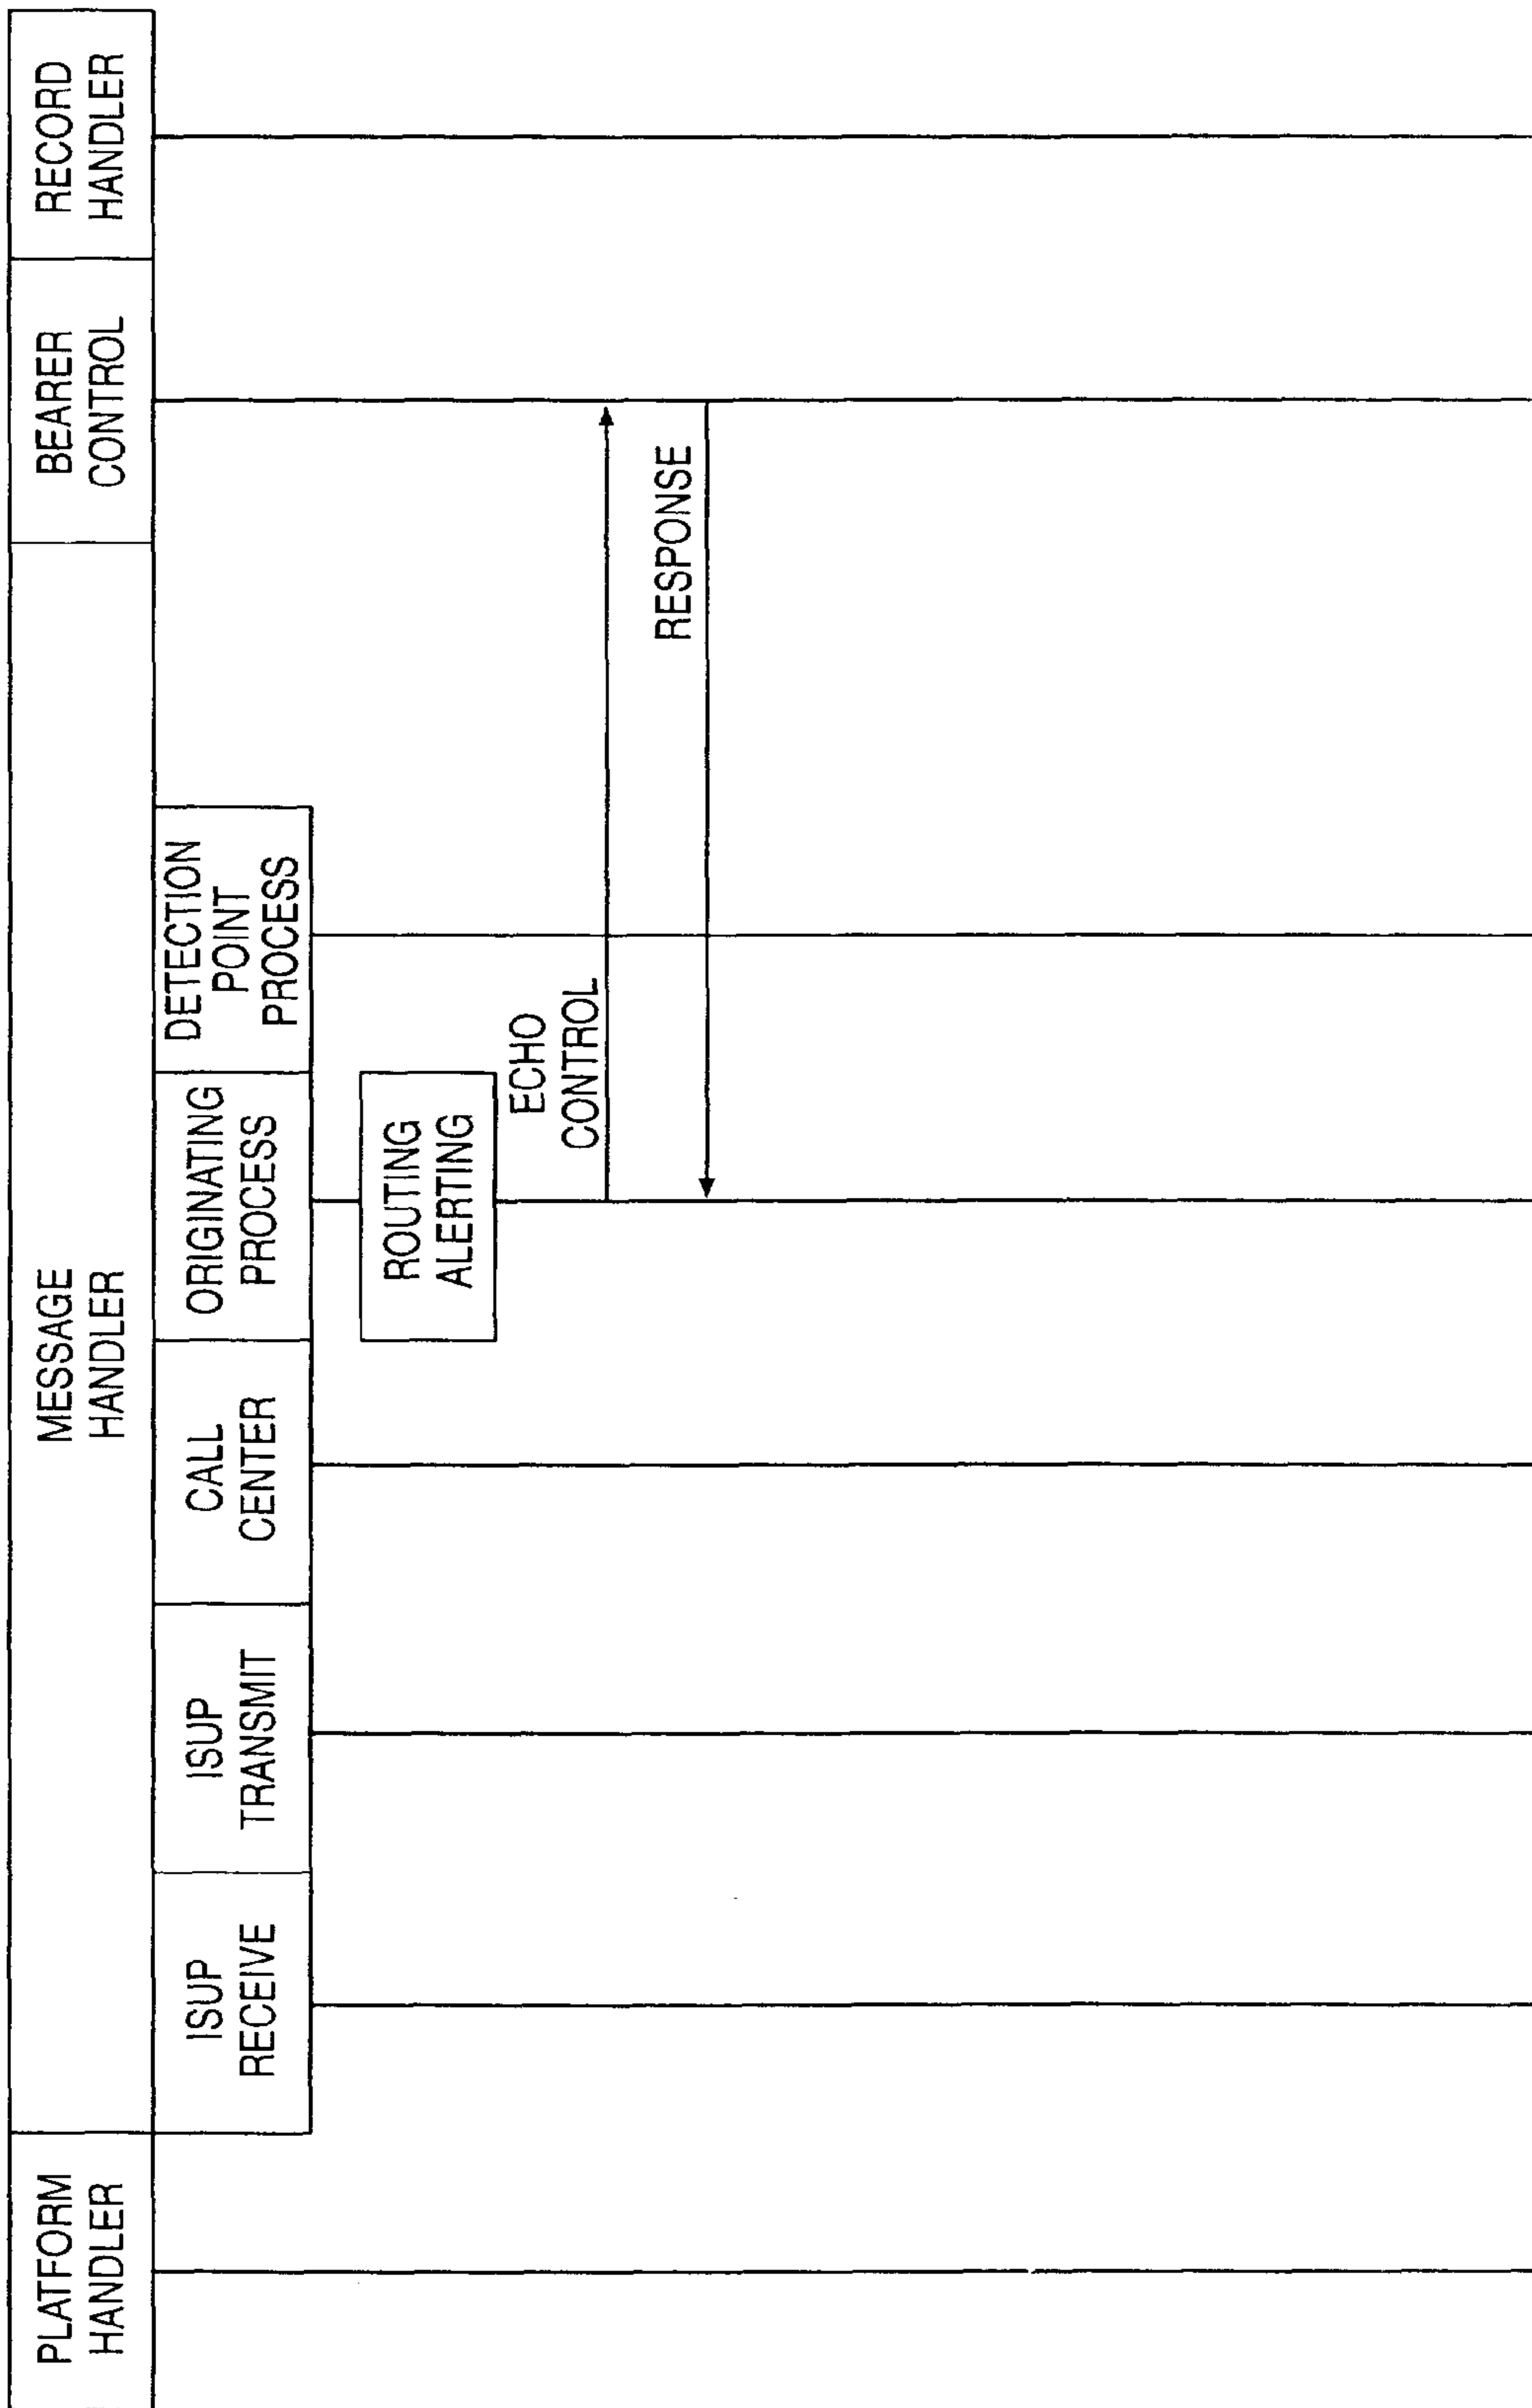 PLATFORM
HANDLER
MESSAGE
HANDLER
BEARER
CONTROL
RECORD
HANDLER
ISUP
RECEIVE
ISUP
TRANSMIT
CALL
CENTER
ORIGINATING
PROCESS
DETECTION
POINT
PROCESS
ROUTING
ALERTING
ECHO
CONTROL
RESPONSE